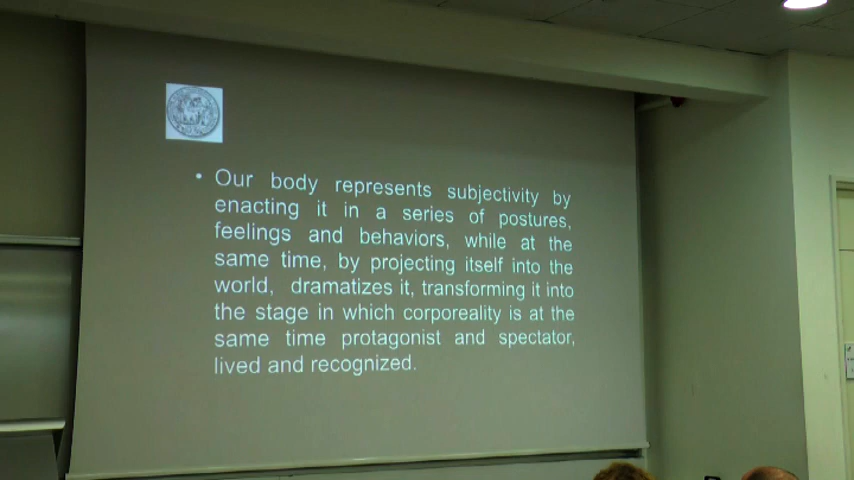 • Our body represents subjectivity by
enacting it in a series of postures,
feelings and behaviors, while at the
same time, by projecting itself into the
world, dramatizes it, transforming it into
the stage in which corporeality is at the
same time protagonist and spectator,
lived and recognized.